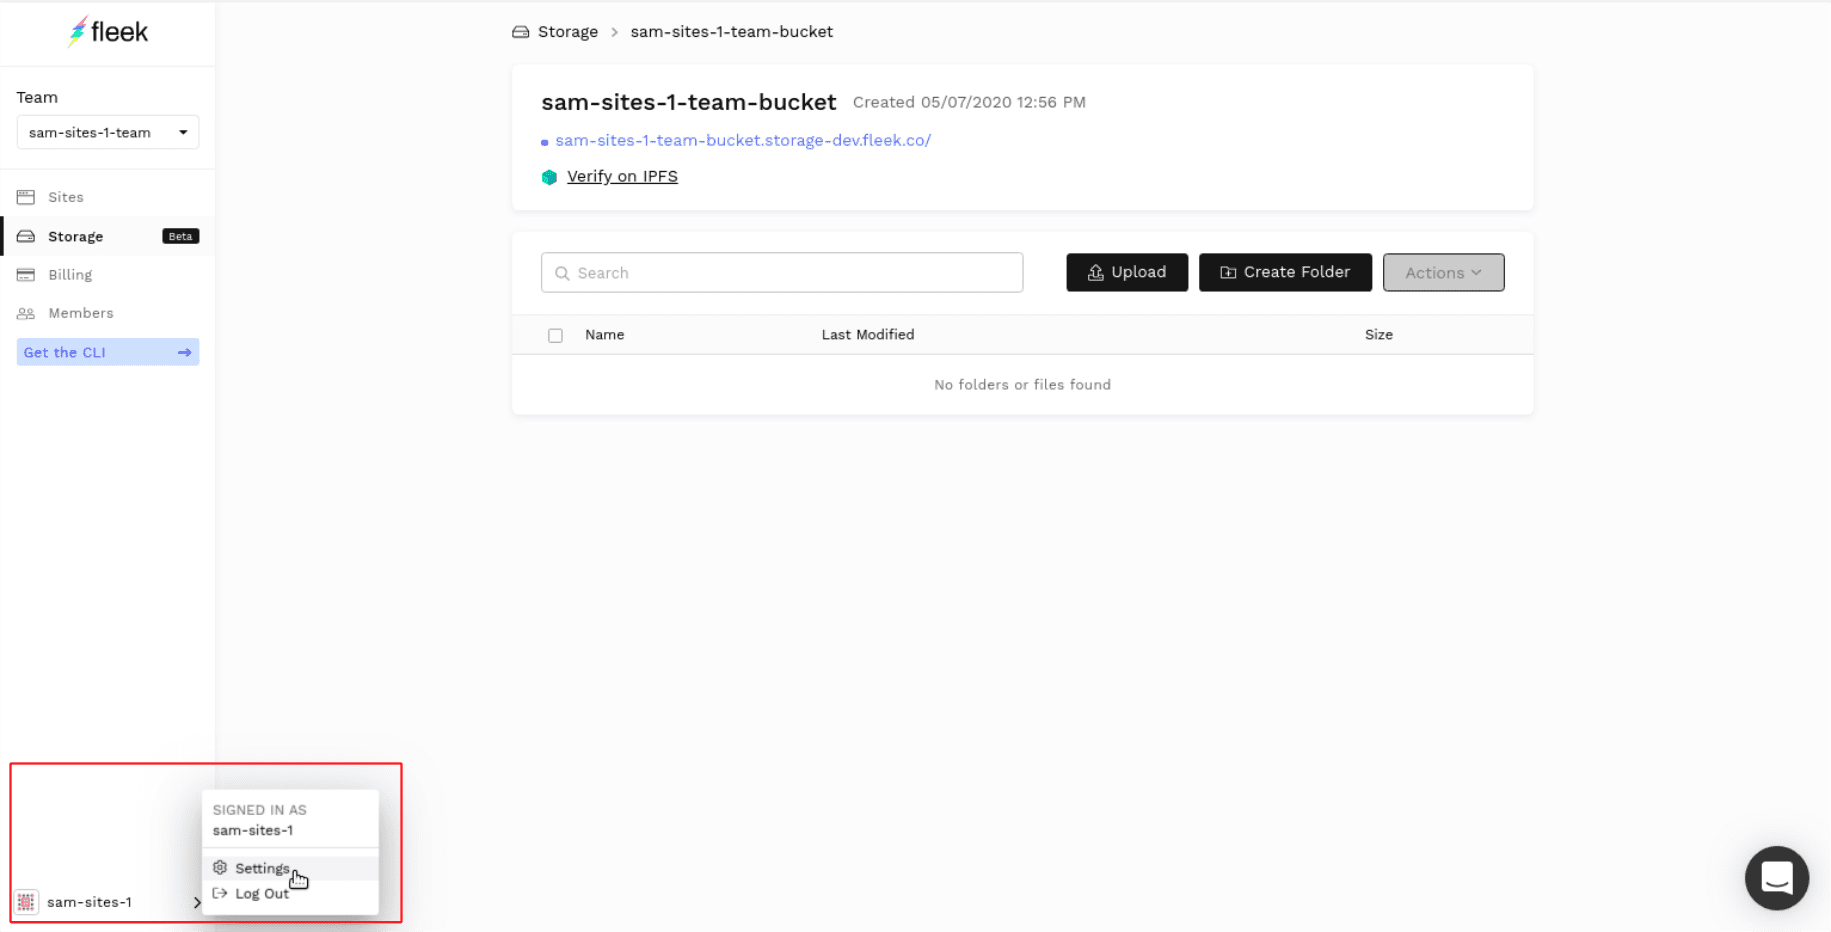 fleek
Team
sam-sites-1-team
Sites
Storage Beta
Billing
Members
Get the CLI
Storage > sam-sites-1-team-bucket
sam-sites-1-team-bucket Created 05/07/2020 12:56 PM
sam-sites-1-team-bucket.storage-dev.fleek.co/
Verify on IPFS
Search Upload Create Folder Actions
Name Last Modified Size
No folders or files found
SIGNED IN AS
sam-sites-1
Settings
Log Out
sam-sites-1